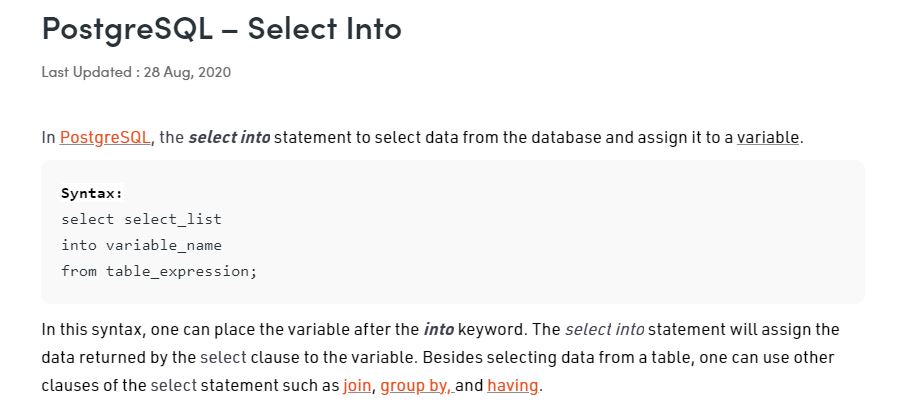 PostgreSQL – Select Into
Last Updated : 28 Aug, 2020
In PostgreSQL, the select into statement to select data from the database and assign it to a variable.
Syntax:
select select_list
into variable_name
from table_expression;
In this syntax, one can place the variable after the into keyword. The select into statement will assign the
data returned by the select clause to the variable. Besides selecting data from a table, one can use other
clauses of the select statement such as join, group by, and having.